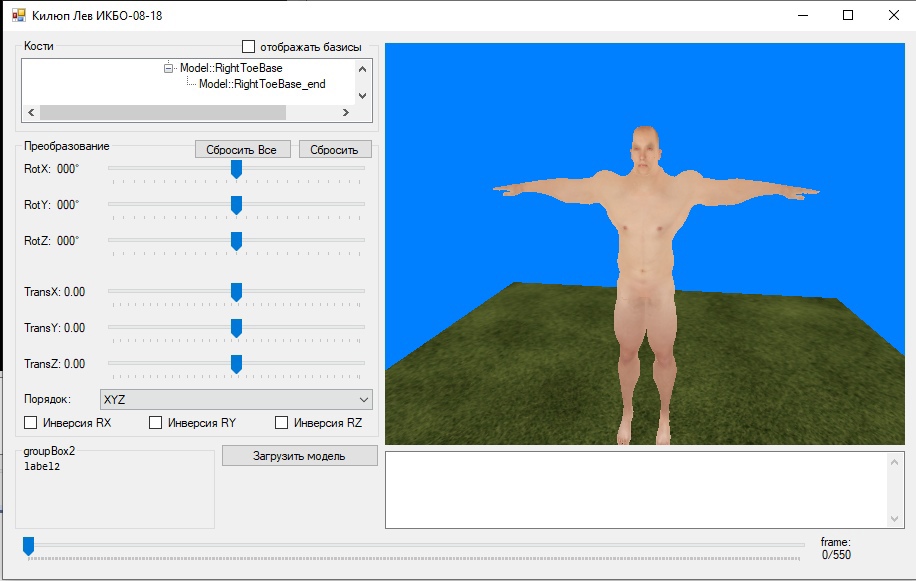 Килюп Лев ИКБО-08-18
Кости
отображать базисы
Model::RightToeBase
Model::RightToeBase_end
Преобразование
Сбросить Все
Сбросить
RotX: 000°
RotY: 000°
RotZ: 000°
TransX: 0.00
TransY: 0.00
TransZ: 0.00
Порядок:
XYZ
Инверсия RX
Инверсия RY
Инверсия RZ
groupBox2
label2
Загрузить модель
frame:
0/550